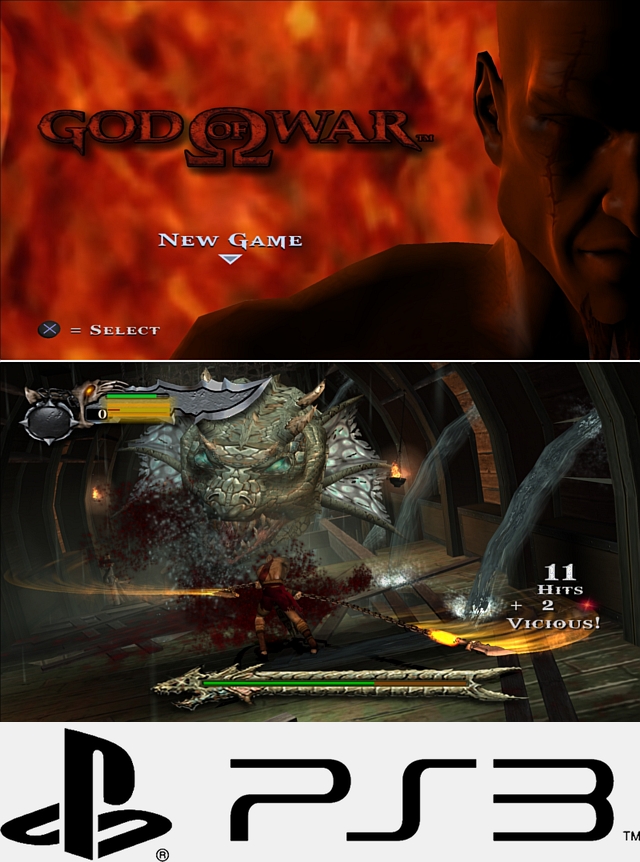 GOD OF WAR™
NEW GAME
= SELECT
0
11
HITS
+ 2
VICIOUS!
®
PS3™